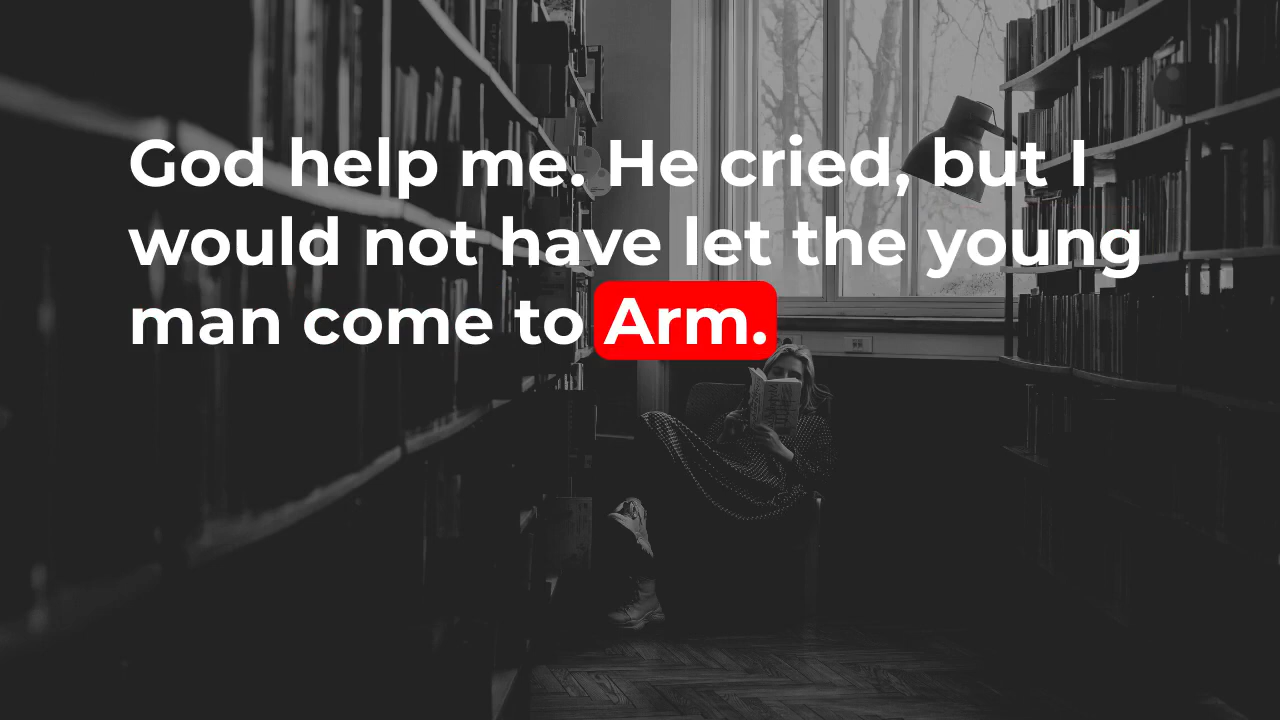 God help me. He cried, but I
would not have let the young
man come to Arm.